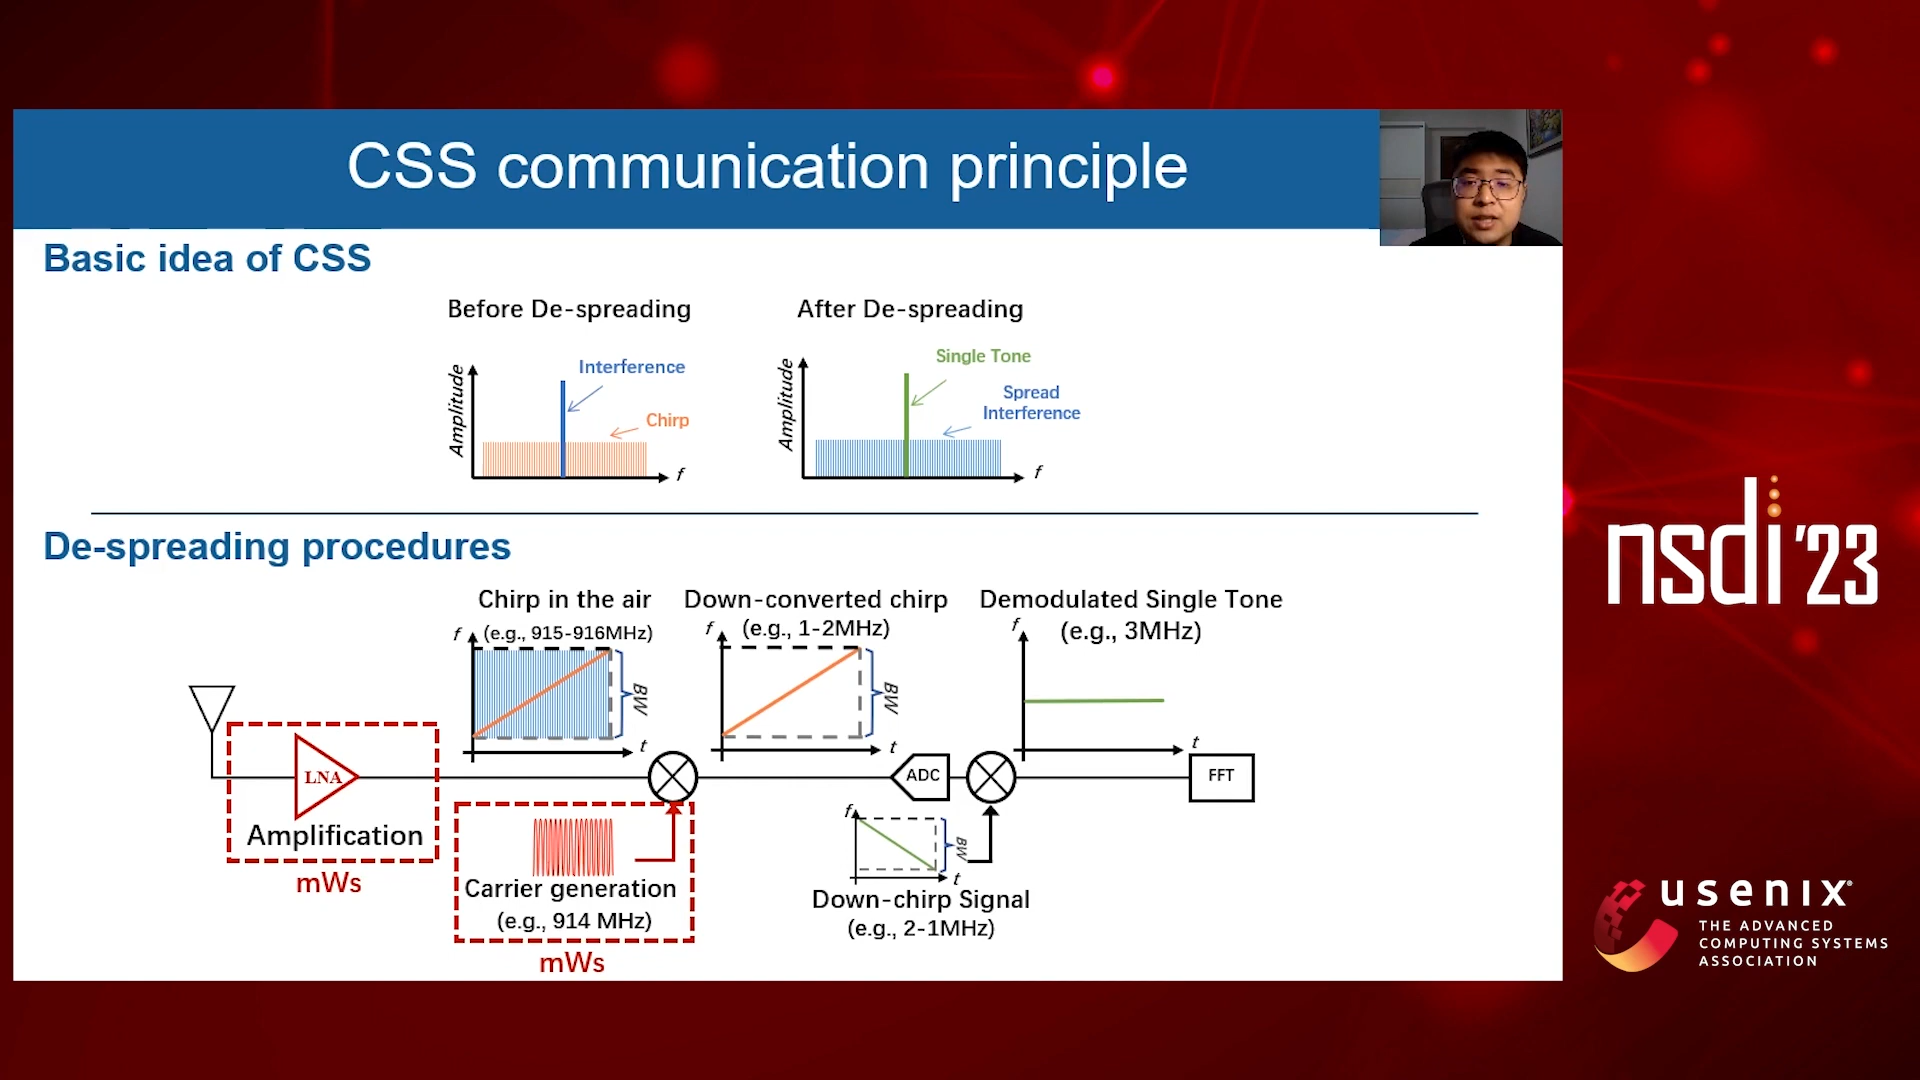 CSS communication principle
Basic idea of CSS
Before De-spreading
After De-spreading
Amplitude
Interference
Chirp
f
Amplitude
Single Tone
Spread
Interference
f
De-spreading procedures
Chirp in the air
(e.g., 915-916MHz)
f
BW
t
Down-converted chirp
(e.g., 1-2MHz)
f
BW
t
Demodulated Single Tone
(e.g., 3MHz)
f
t
LNA
Amplification
mWs
Carrier generation
(e.g., 914 MHz)
mWs
ADC
f
BW
t
Down-chirp Signal
(e.g., 2-1MHz)
FFT
nsdi '23
usenix®
THE ADVANCED
COMPUTING SYSTEMS
ASSOCIATION